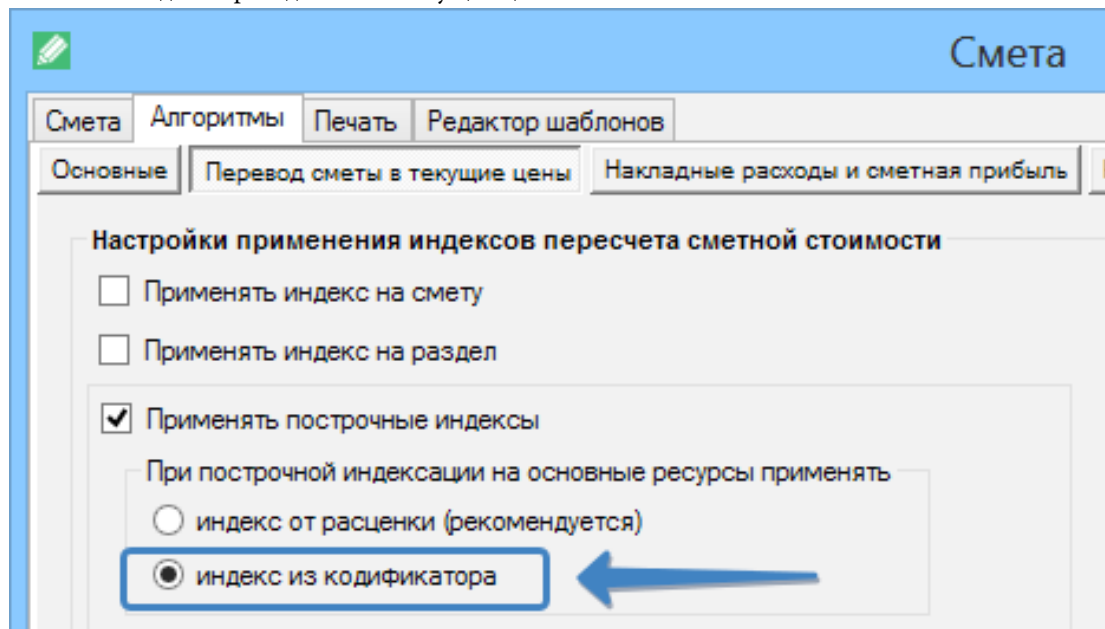 Смета
Смета Алгоритмы Печать Редактор шаблонов
Основные Перевод сметы в текущие цены Накладные расходы и сметная прибыль
Настройки применения индексов пересчета сметной стоимости
Применять индекс на смету
Применять индекс на раздел
Применять построчные индексы
При построчной индексации на основные ресурсы применять
индекс от расценки (рекомендуется)
индекс из кодификатора